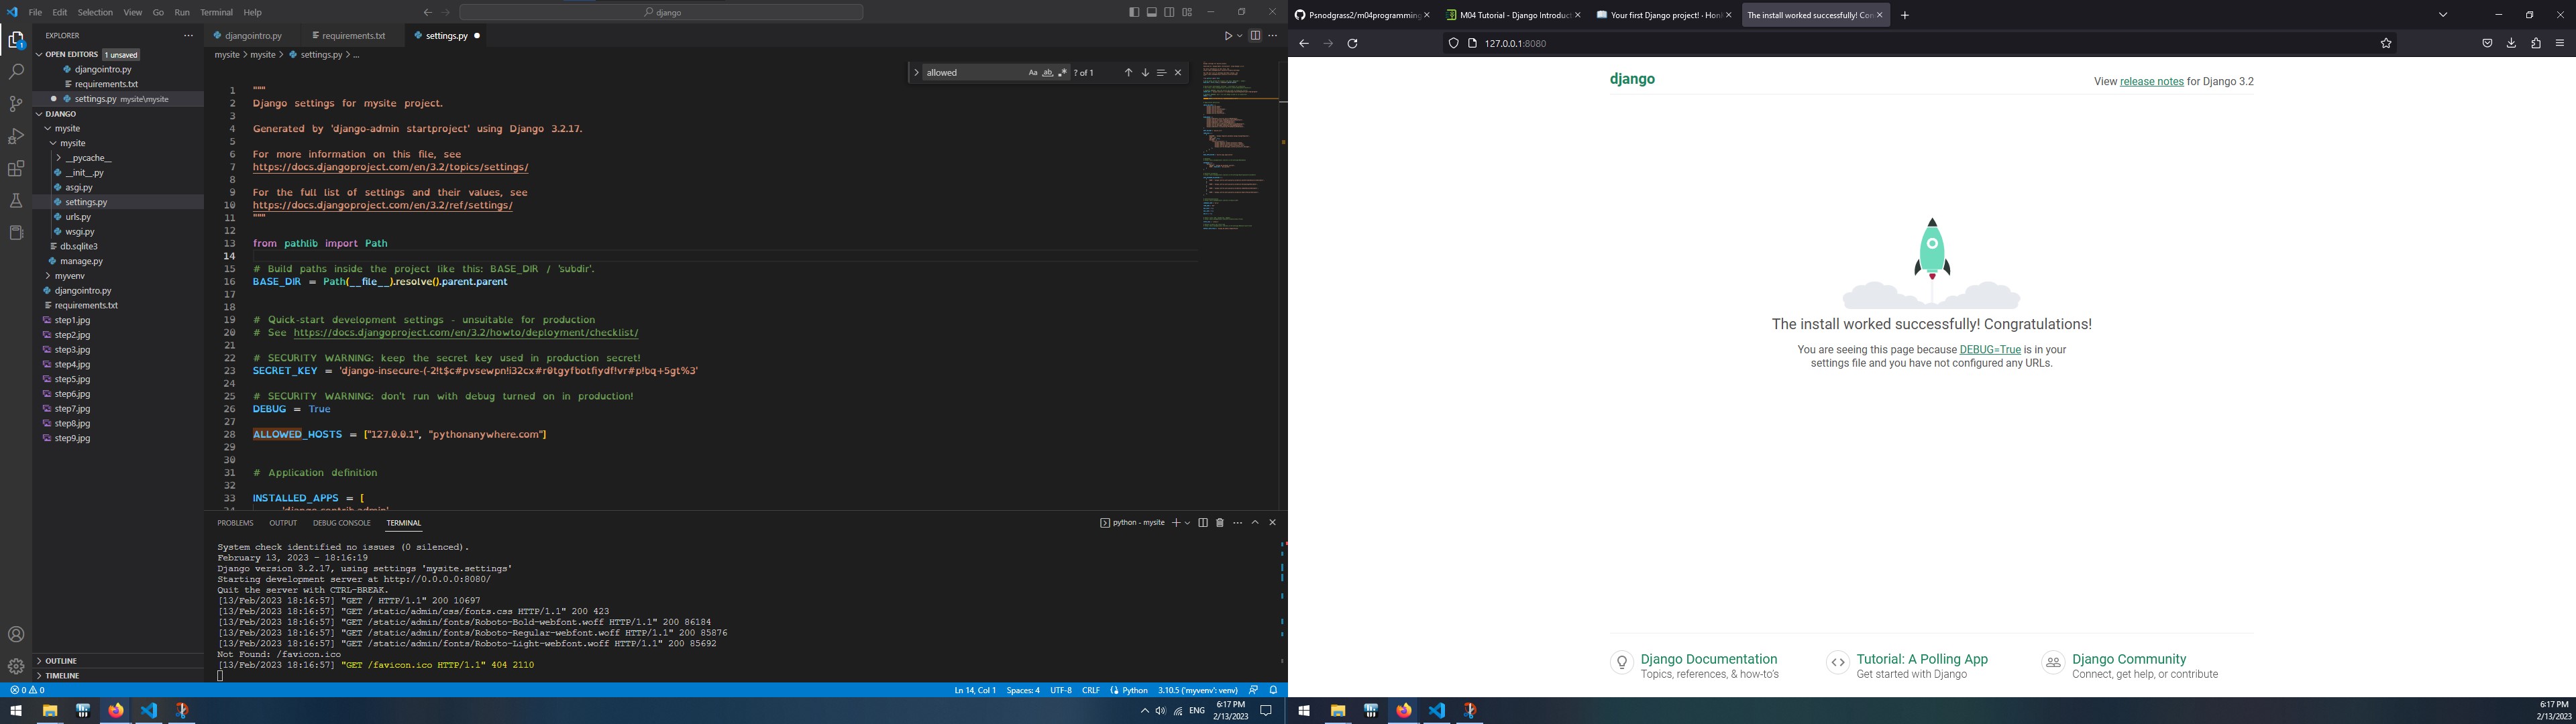 File Edit Selection View Go Run Terminal Help
django
EXPLORER
OPEN EDITORS 1 unsaved
djangointro.py
requirements.txt
settings.py mysite\mysite
DJANGO
mysite
mysite
__pycache__
__init__.py
asgi.py
settings.py
urls.py
wsgi.py
db.sqlite3
manage.py
myvenv
djangointro.py
requirements.txt
step1.jpg
step2.jpg
step3.jpg
step4.jpg
step5.jpg
step6.jpg
step7.jpg
step8.jpg
step9.jpg
OUTLINE
TIMELINE
djangointro.py requirements.txt settings.py
mysite > mysite > settings.py > ...
allowed Aa ab ? of 1
1 """
2 Django settings for mysite project.
3
4 Generated by 'django-admin startproject' using Django 3.2.17.
5
6 For more information on this file, see
7 https://docs.djangoproject.com/en/3.2/topics/settings/
8
9 For the full list of settings and their values, see
10 https://docs.djangoproject.com/en/3.2/ref/settings/
11 """
12
13 from pathlib import Path
14
15 # Build paths inside the project like this: BASE_DIR / 'subdir'.
16 BASE_DIR = Path(__file__).resolve().parent.parent
17
18
19 # Quick-start development settings - unsuitable for production
20 # See https://docs.djangoproject.com/en/3.2/howto/deployment/checklist/
21
22 # SECURITY WARNING: keep the secret key used in production secret!
23 SECRET_KEY = 'django-insecure-(-2!t$c#pvsewpn!i32cx#r0tgyfbotfiydf!vr#p!bq+5gt%3'
24
25 # SECURITY WARNING: don't run with debug turned on in production!
26 DEBUG = True
27
28 ALLOWED_HOSTS = ["127.0.0.1", "pythonanywhere.com"]
29
30
31 # Application definition
32
33 INSTALLED_APPS = [
34 'django.contrib.admin',
PROBLEMS OUTPUT DEBUG CONSOLE TERMINAL
python - mysite
System check identified no issues (0 silenced).
February 13, 2023 - 18:16:19
Django version 3.2.17, using settings 'mysite.settings'
Starting development server at http://0.0.0.0:8080/
Quit the server with CTRL-BREAK.
[13/Feb/2023 18:16:57] "GET / HTTP/1.1" 200 10697
[13/Feb/2023 18:16:57] "GET /static/admin/css/fonts.css HTTP/1.1" 200 423
[13/Feb/2023 18:16:57] "GET /static/admin/fonts/Roboto-Bold-webfont.woff HTTP/1.1" 200 86184
[13/Feb/2023 18:16:57] "GET /static/admin/fonts/Roboto-Regular-webfont.woff HTTP/1.1" 200 85876
[13/Feb/2023 18:16:57] "GET /static/admin/fonts/Roboto-Light-webfont.woff HTTP/1.1" 200 85692
Not Found: /favicon.ico
[13/Feb/2023 18:16:57] "GET /favicon.ico HTTP/1.1" 404 2110
0 0
Ln 14, Col 1 Spaces: 4 UTF-8 CRLF Python 3.10.5 ('myvenv': venv)
ENG
6:17 PM
2/13/2023
Psnodgrass2/m04programming
M04 Tutorial - Django Introduct
Your first Django project! · Hon
The install worked successfully! Con
127.0.0.1:8080
django
View release notes for Django 3.2
The install worked successfully! Congratulations!
You are seeing this page because DEBUG=True is in your
settings file and you have not configured any URLs.
Django Documentation
Topics, references, & how-to's
Tutorial: A Polling App
Get started with Django
Django Community
Connect, get help, or contribute
6:17 PM
2/13/2023